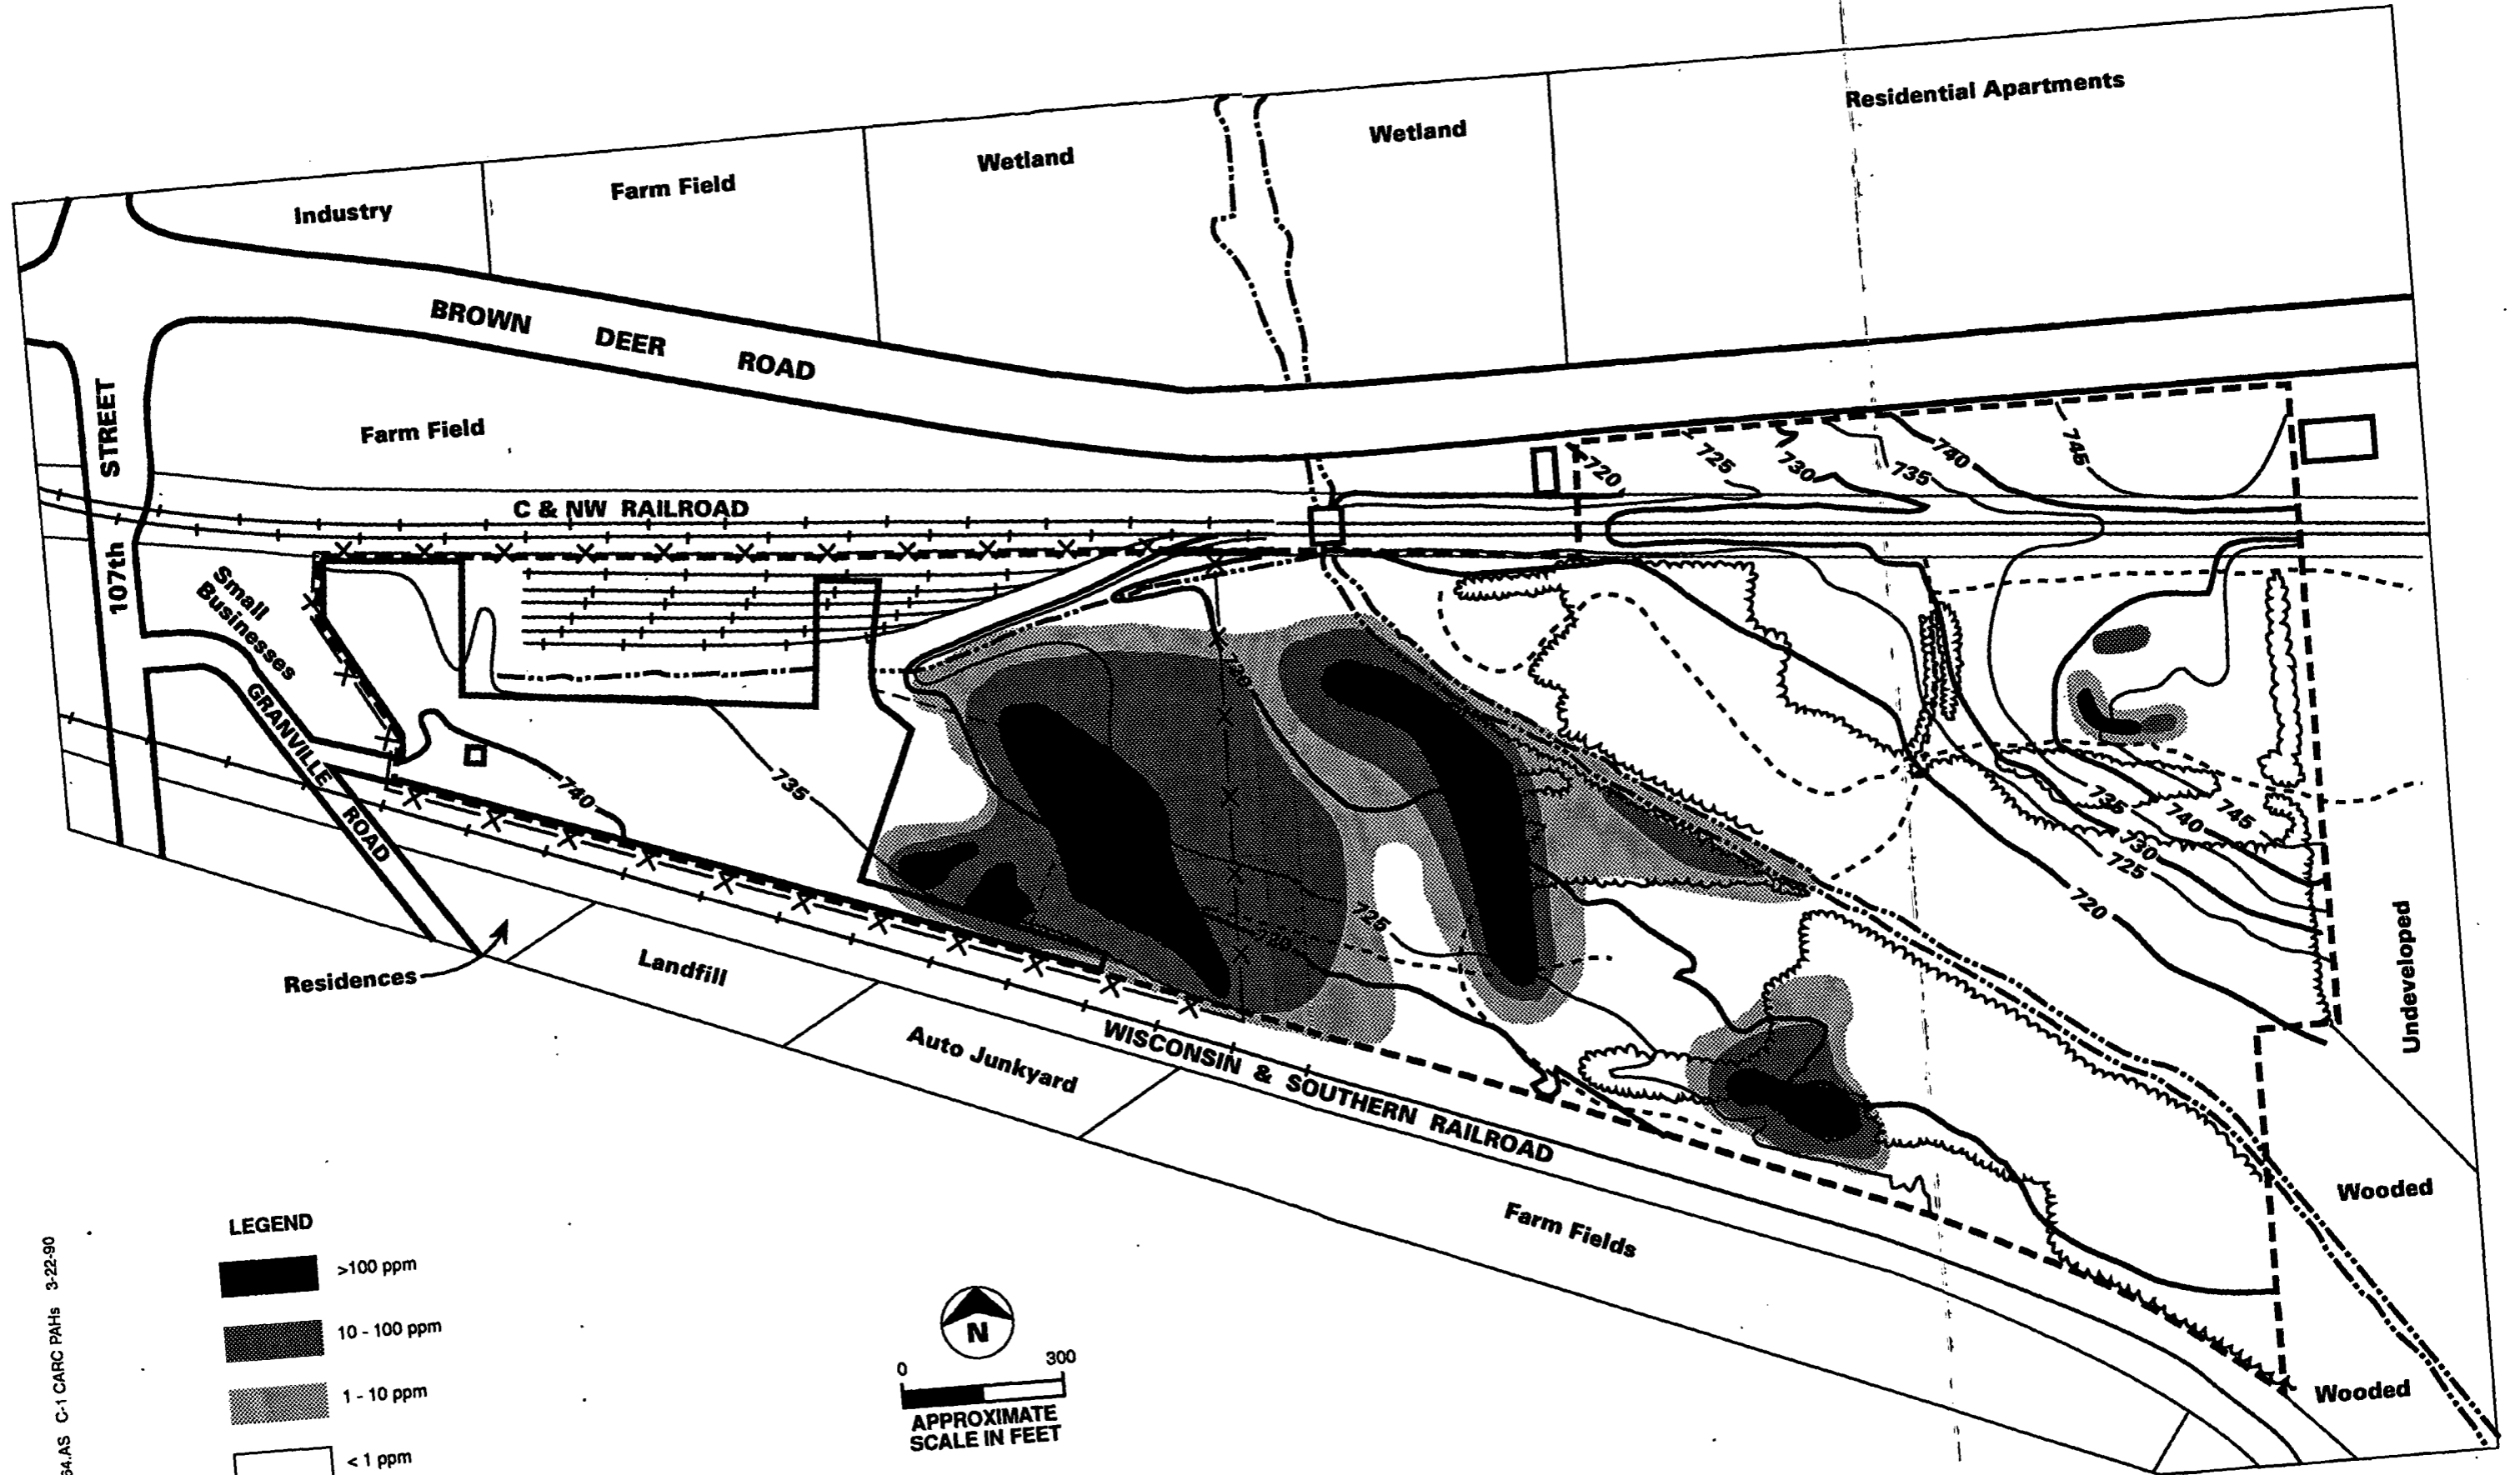 Residential Apartments
Wetland
Wetland
Farm Field
Industry
BROWN DEER ROAD
Farm Field
107th STREET
C & NW RAILROAD
720
725
730
735
740
745
Small
Businesses
GRANVILLE ROAD
740
735
720
725
720
735
740
745
730
725
720
Undeveloped
Residences
Landfill
Auto Junkyard
WISCONSIN & SOUTHERN RAILROAD
Farm Fields
Wooded
Wooded
LEGEND
>100 ppm
10 - 100 ppm
1 - 10 ppm
< 1 ppm
N
0 300
APPROXIMATE
SCALE IN FEET
64.AS C-1 CARC PAHs 3-22-90